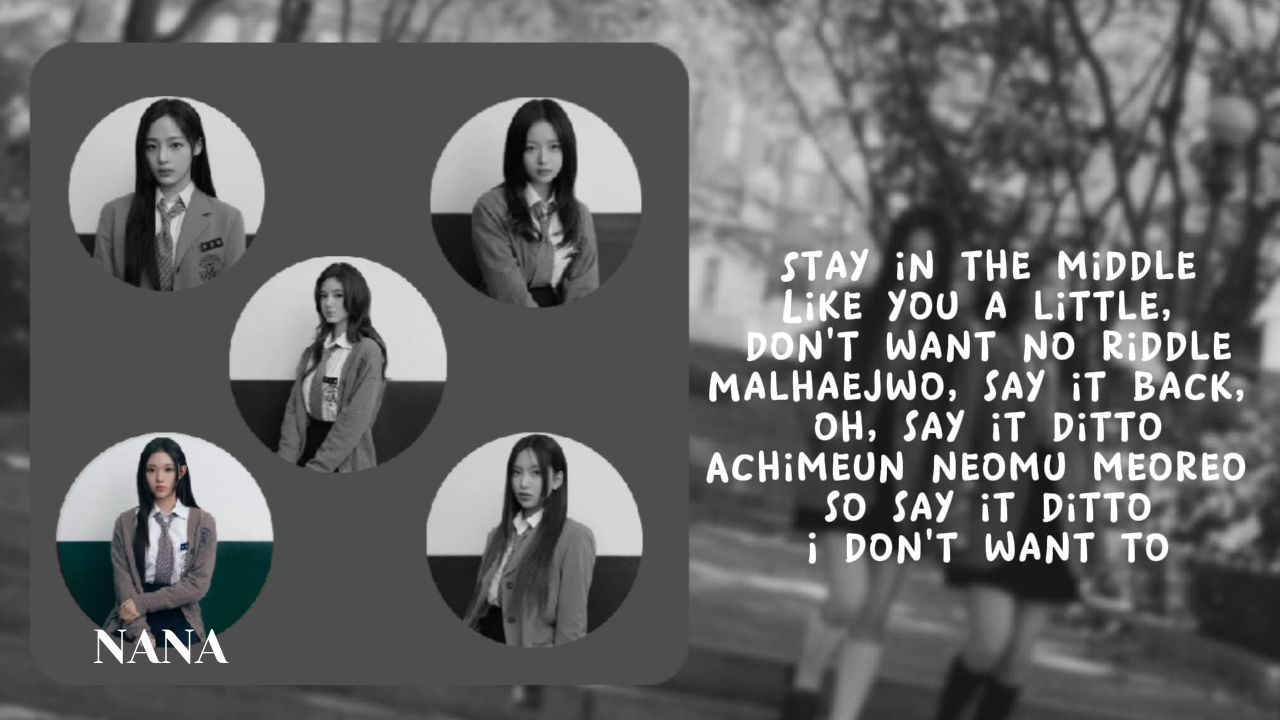 STAY iN THE MiDDLE
LiKE YOU A LiTTLE,
DON'T WANT NO RiDDLE
MALHAEJWO, SAY iT BACK,
OH, SAY iT DiTTO
ACHiMEUN NEOMU MEOREO
SO SAY iT DiTTO
i DON'T WANT TO
NANA